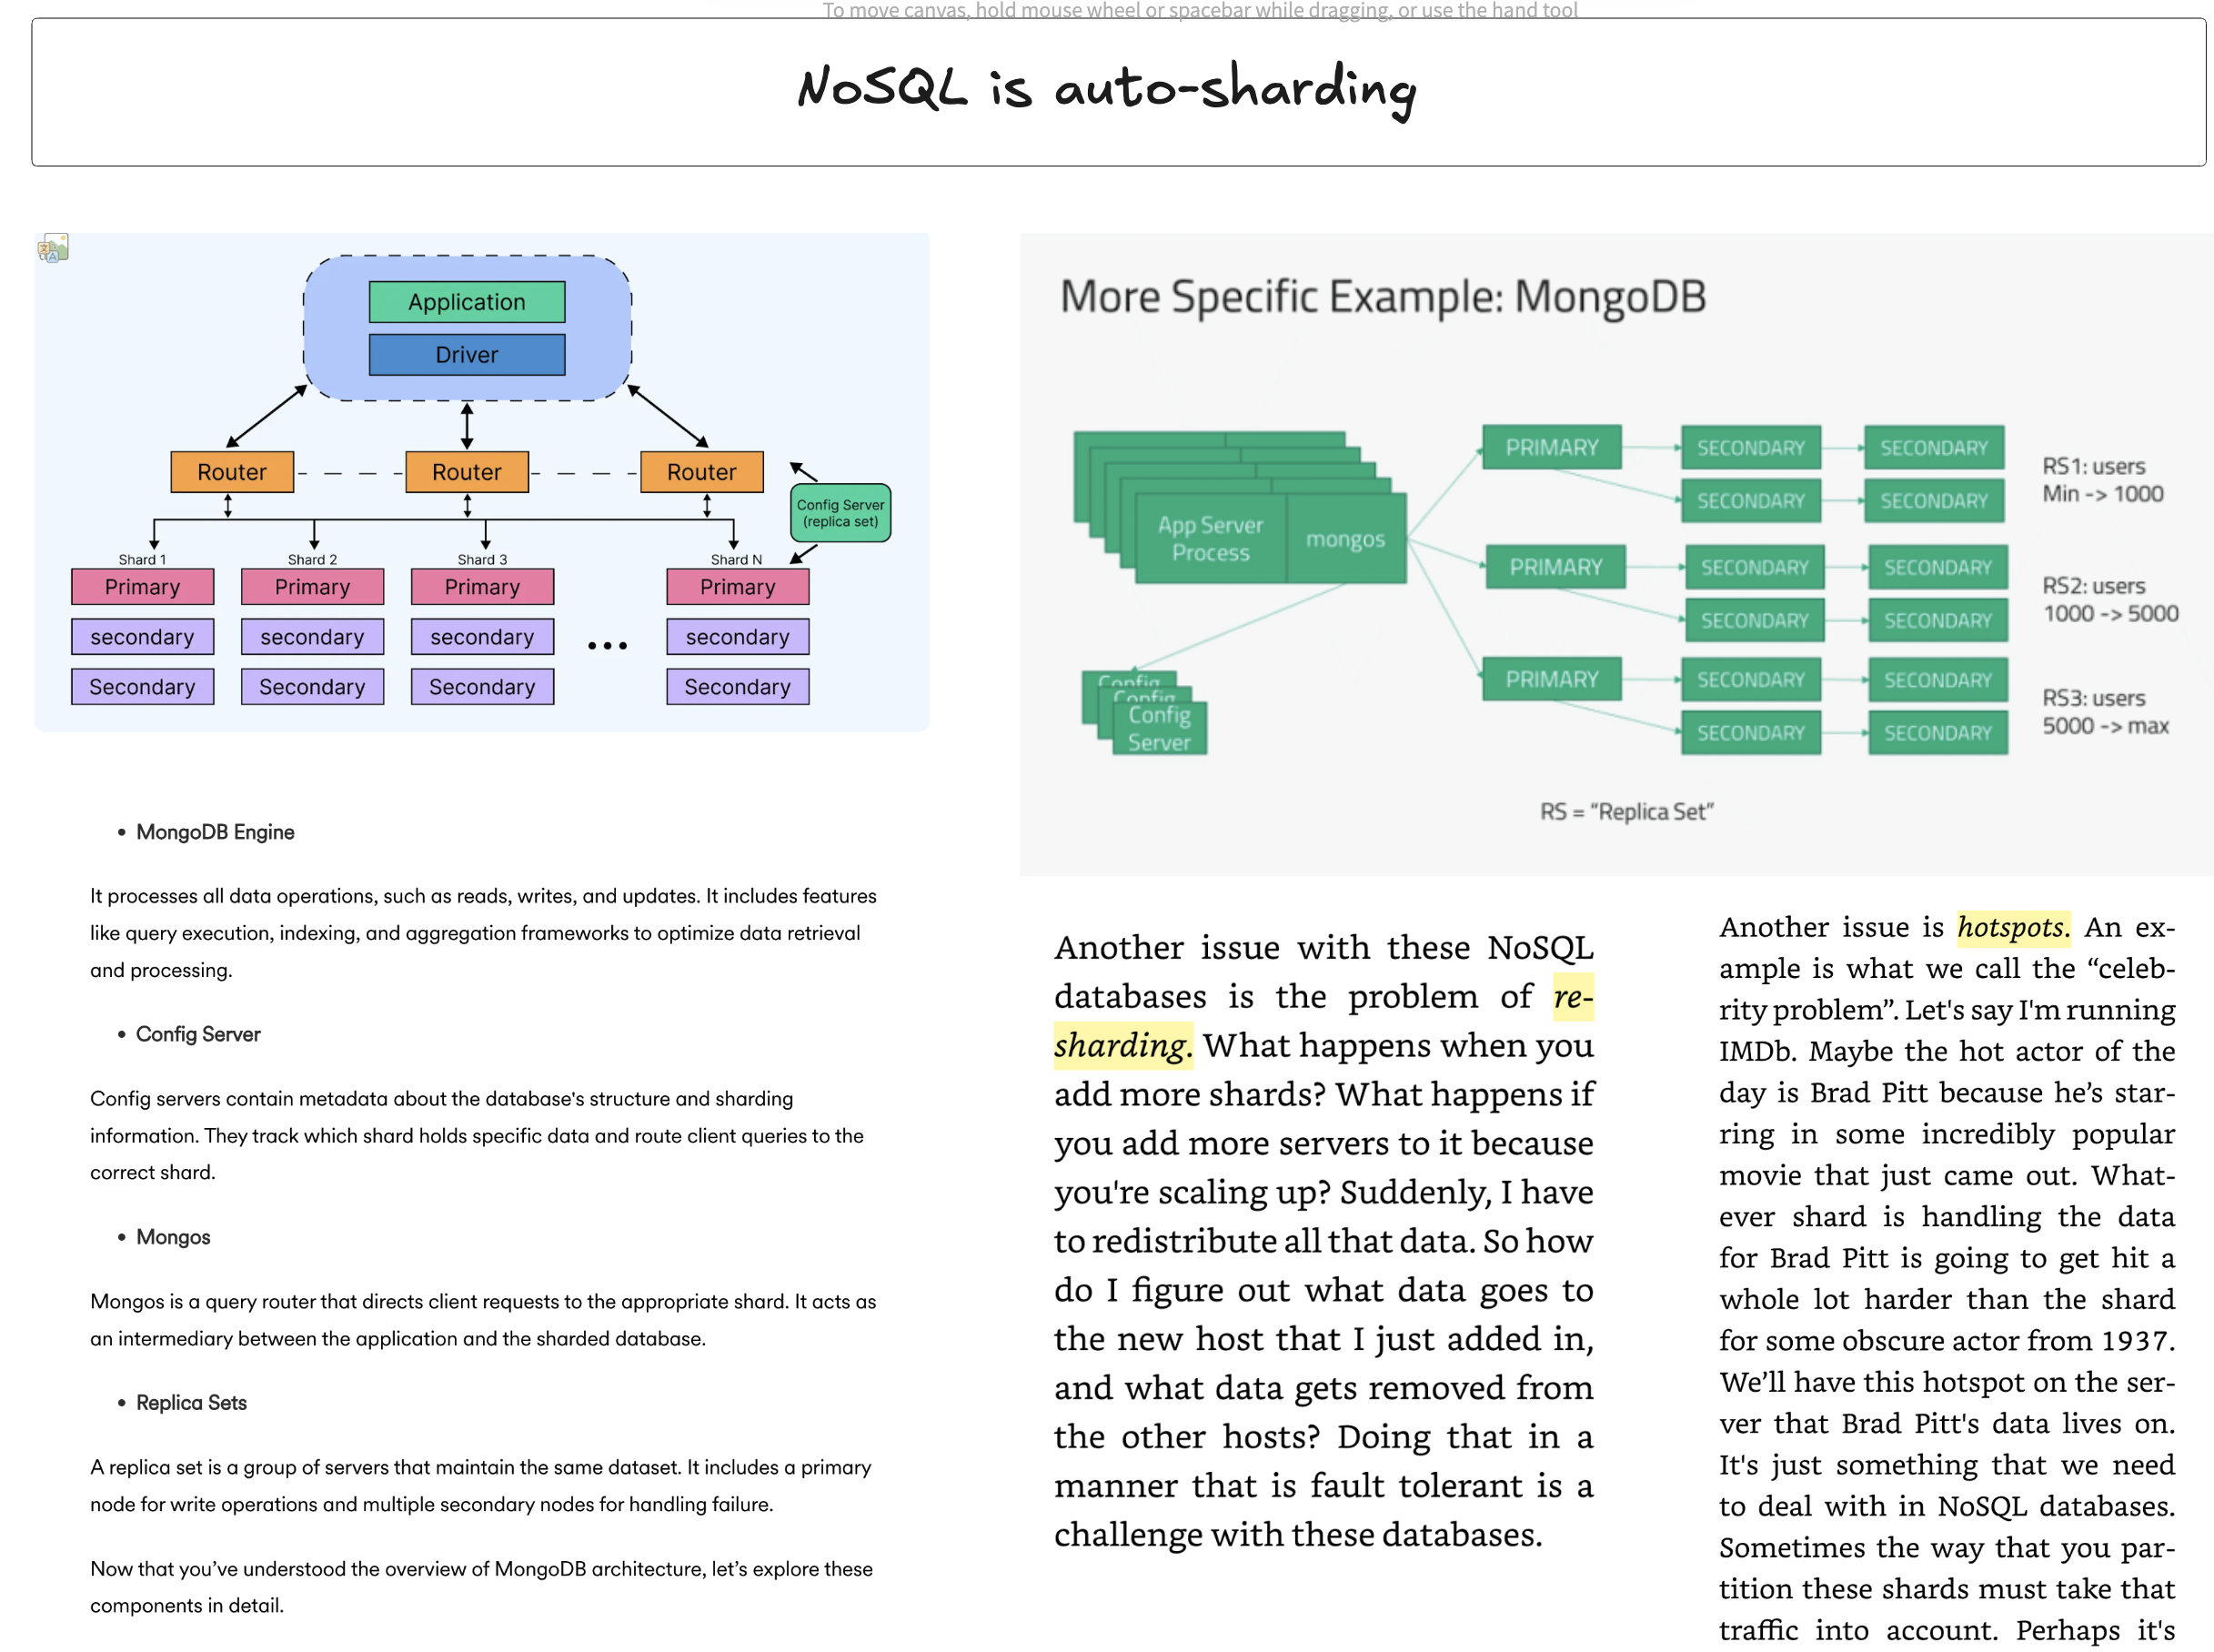 To move canvas, hold mouse wheel or spacebar while dragging, or use the hand tool
NoSQL is auto-sharding
Application
Driver
Router
Router
Router
Config Server
(replica set)
Shard 1
Shard 2
Shard 3
Shard N
Primary
Primary
Primary
Primary
secondary
secondary
secondary
secondary
Secondary
Secondary
Secondary
Secondary
• MongoDB Engine
It processes all data operations, such as reads, writes, and updates. It includes features
like query execution, indexing, and aggregation frameworks to optimize data retrieval
and processing.
• Config Server
Config servers contain metadata about the database's structure and sharding
information. They track which shard holds specific data and route client queries to the
correct shard.
• Mongos
Mongos is a query router that directs client requests to the appropriate shard. It acts as
an intermediary between the application and the sharded database.
• Replica Sets
A replica set is a group of servers that maintain the same dataset. It includes a primary
node for write operations and multiple secondary nodes for handling failure.
Now that you've understood the overview of MongoDB architecture, let's explore these
components in detail.
More Specific Example: MongoDB
App Server
Process
mongos
Config
Config
Config
Server
PRIMARY
SECONDARY
SECONDARY
SECONDARY
SECONDARY
RS1: users
Min -> 1000
PRIMARY
SECONDARY
SECONDARY
SECONDARY
SECONDARY
RS2: users
1000 -> 5000
PRIMARY
SECONDARY
SECONDARY
SECONDARY
SECONDARY
RS3: users
5000 -> max
RS = “Replica Set”
Another issue with these NoSQL
databases is the problem of re-
sharding. What happens when you
add more shards? What happens if
you add more servers to it because
you're scaling up? Suddenly, I have
to redistribute all that data. So how
do I figure out what data goes to
the new host that I just added in,
and what data gets removed from
the other hosts? Doing that in a
manner that is fault tolerant is a
challenge with these databases.
Another issue is hotspots. An ex-
ample is what we call the “celeb-
rity problem”. Let's say I'm running
IMDb. Maybe the hot actor of the
day is Brad Pitt because he’s star-
ring in some incredibly popular
movie that just came out. What-
ever shard is handling the data
for Brad Pitt is going to get hit a
whole lot harder than the shard
for some obscure actor from 1937.
We’ll have this hotspot on the ser-
ver that Brad Pitt's data lives on.
It's just something that we need
to deal with in NoSQL databases.
Sometimes the way that you par-
tition these shards must take that
traffic into account. Perhaps it's